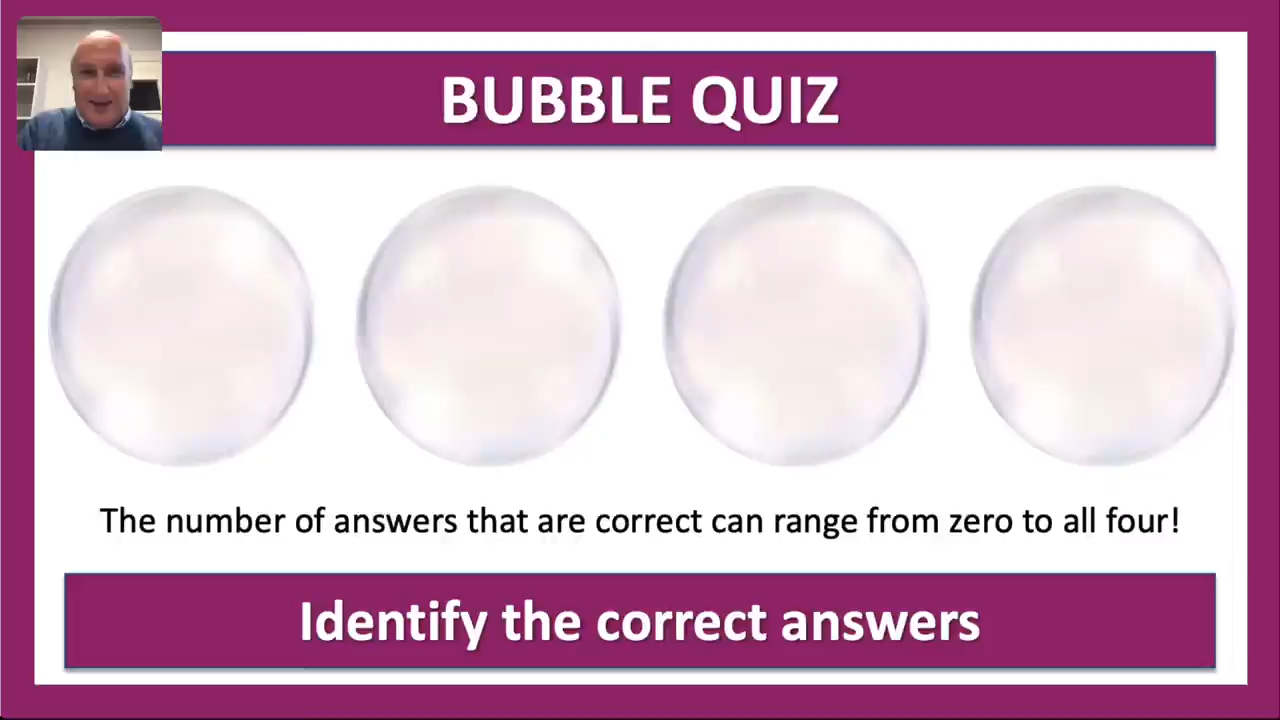 BUBBLE QUIZ
The number of answers that are correct can range from zero to all four!
Identify the correct answers